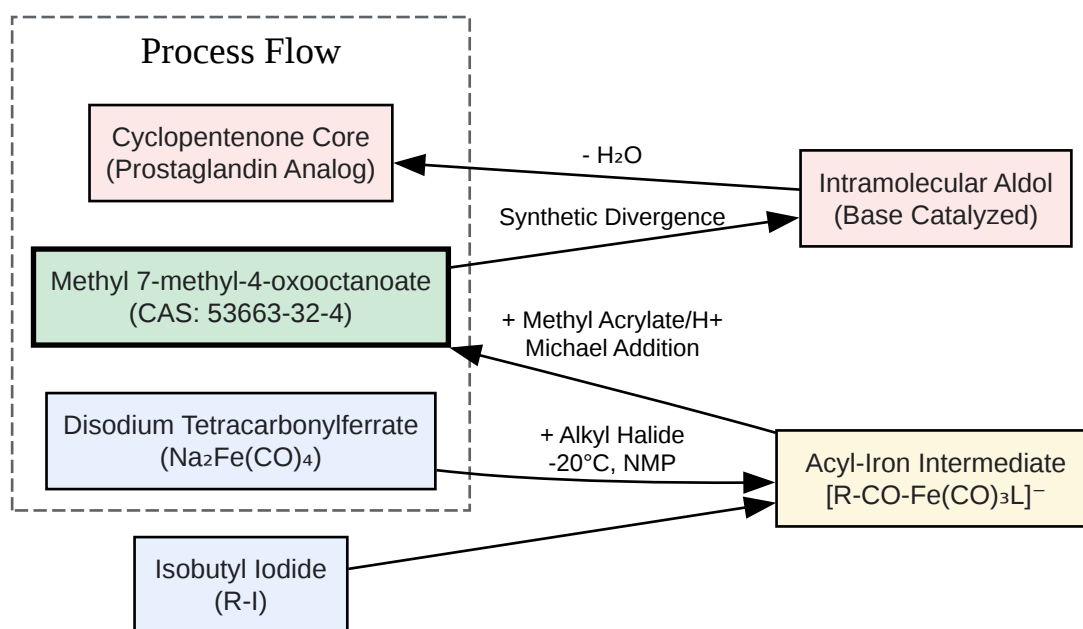 Process Flow
Cyclopentenone Core
(Prostaglandin Analog)
- H₂O
Intramolecular Aldol
(Base Catalyzed)
Synthetic Divergence
Methyl 7-methyl-4-oxooctanoate
(CAS: 53663-32-4)
+ Methyl Acrylate/H+
Michael Addition
Disodium Tetracarbonylferrate
(Na₂Fe(CO)₄)
+ Alkyl Halide
-20°C, NMP
Acyl-Iron Intermediate
[R-CO-Fe(CO)₃L]⁻
Isobutyl Iodide
(R-I)